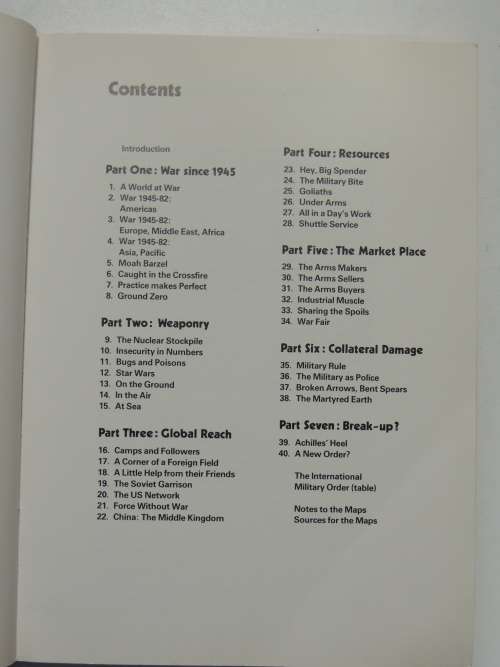 Contents
Introduction
Part One: War since 1945
1. A World at War
2. War 1945-82:
Americas
3. War 1945-82:
Europe, Middle East, Africa
4. War 1945-82:
Asia, Pacific
5. Moah Barzel
6. Caught in the Crossfire
7. Practice makes Perfect
8. Ground Zero
Part Two: Weaponry
9. The Nuclear Stockpile
10. Insecurity in Numbers
11. Bugs and Poisons
12. Star Wars
13. On the Ground
14. In the Air
15. At Sea
Part Three: Global Reach
16. Camps and Followers
17. A Corner of a Foreign Field
18. A Little Help from their Friends
19. The Soviet Garrison
20. The US Network
21. Force Without War
22. China: The Middle Kingdom
Part Four: Resources
23. Hey, Big Spender
24. The Military Bite
25. Goliaths
26. Under Arms
27. All in a Day's Work
28. Shuttle Service
Part Five: The Market Place
29. The Arms Makers
30. The Arms Sellers
31. The Arms Buyers
32. Industrial Muscle
33. Sharing the Spoils
34. War Fair
Part Six: Collateral Damage
35. Military Rule
36. The Military as Police
37. Broken Arrows, Bent Spears
38. The Martyred Earth
Part Seven: Break-up?
39. Achilles' Heel
40. A New Order?
The International
Military Order (table)
Notes to the Maps
Sources for the Maps